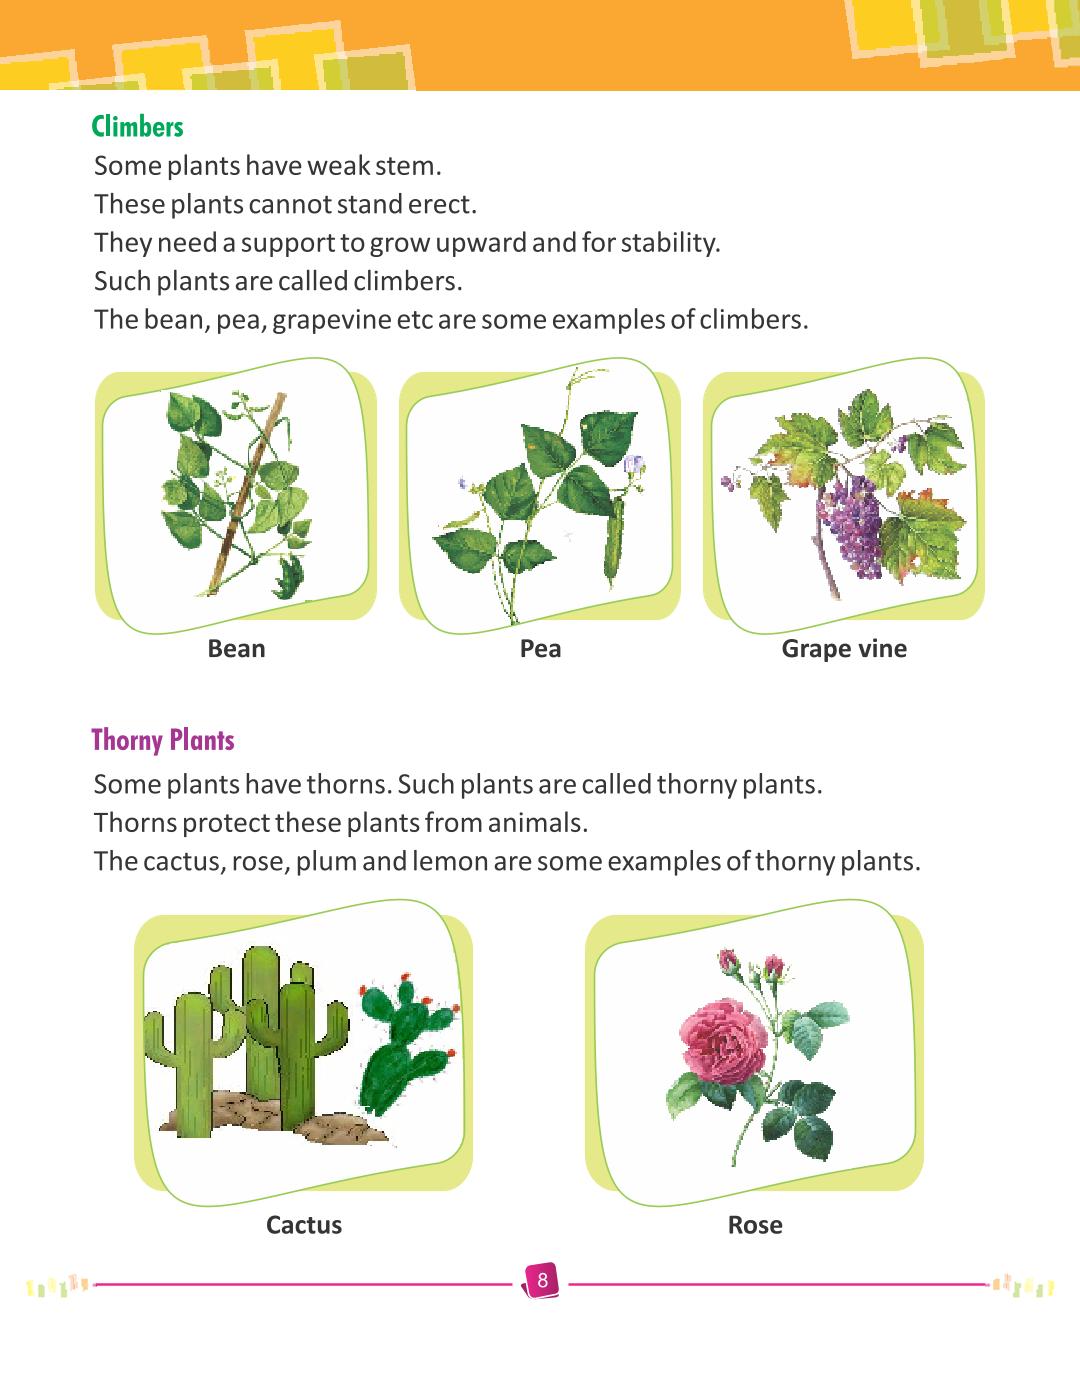 Climbers
Some plants have weak stem.
These plants cannot stand erect.
They need a support to grow upward and for stability.
Such plants are called climbers.
The bean, pea, grapevine etc are some examples of climbers.
Bean
Pea
Grape vine
Thorny Plants
Some plants have thorns. Such plants are called thorny plants.
Thorns protect these plants from animals.
The cactus, rose, plum and lemon are some examples of thorny plants.
Cactus
Rose
8